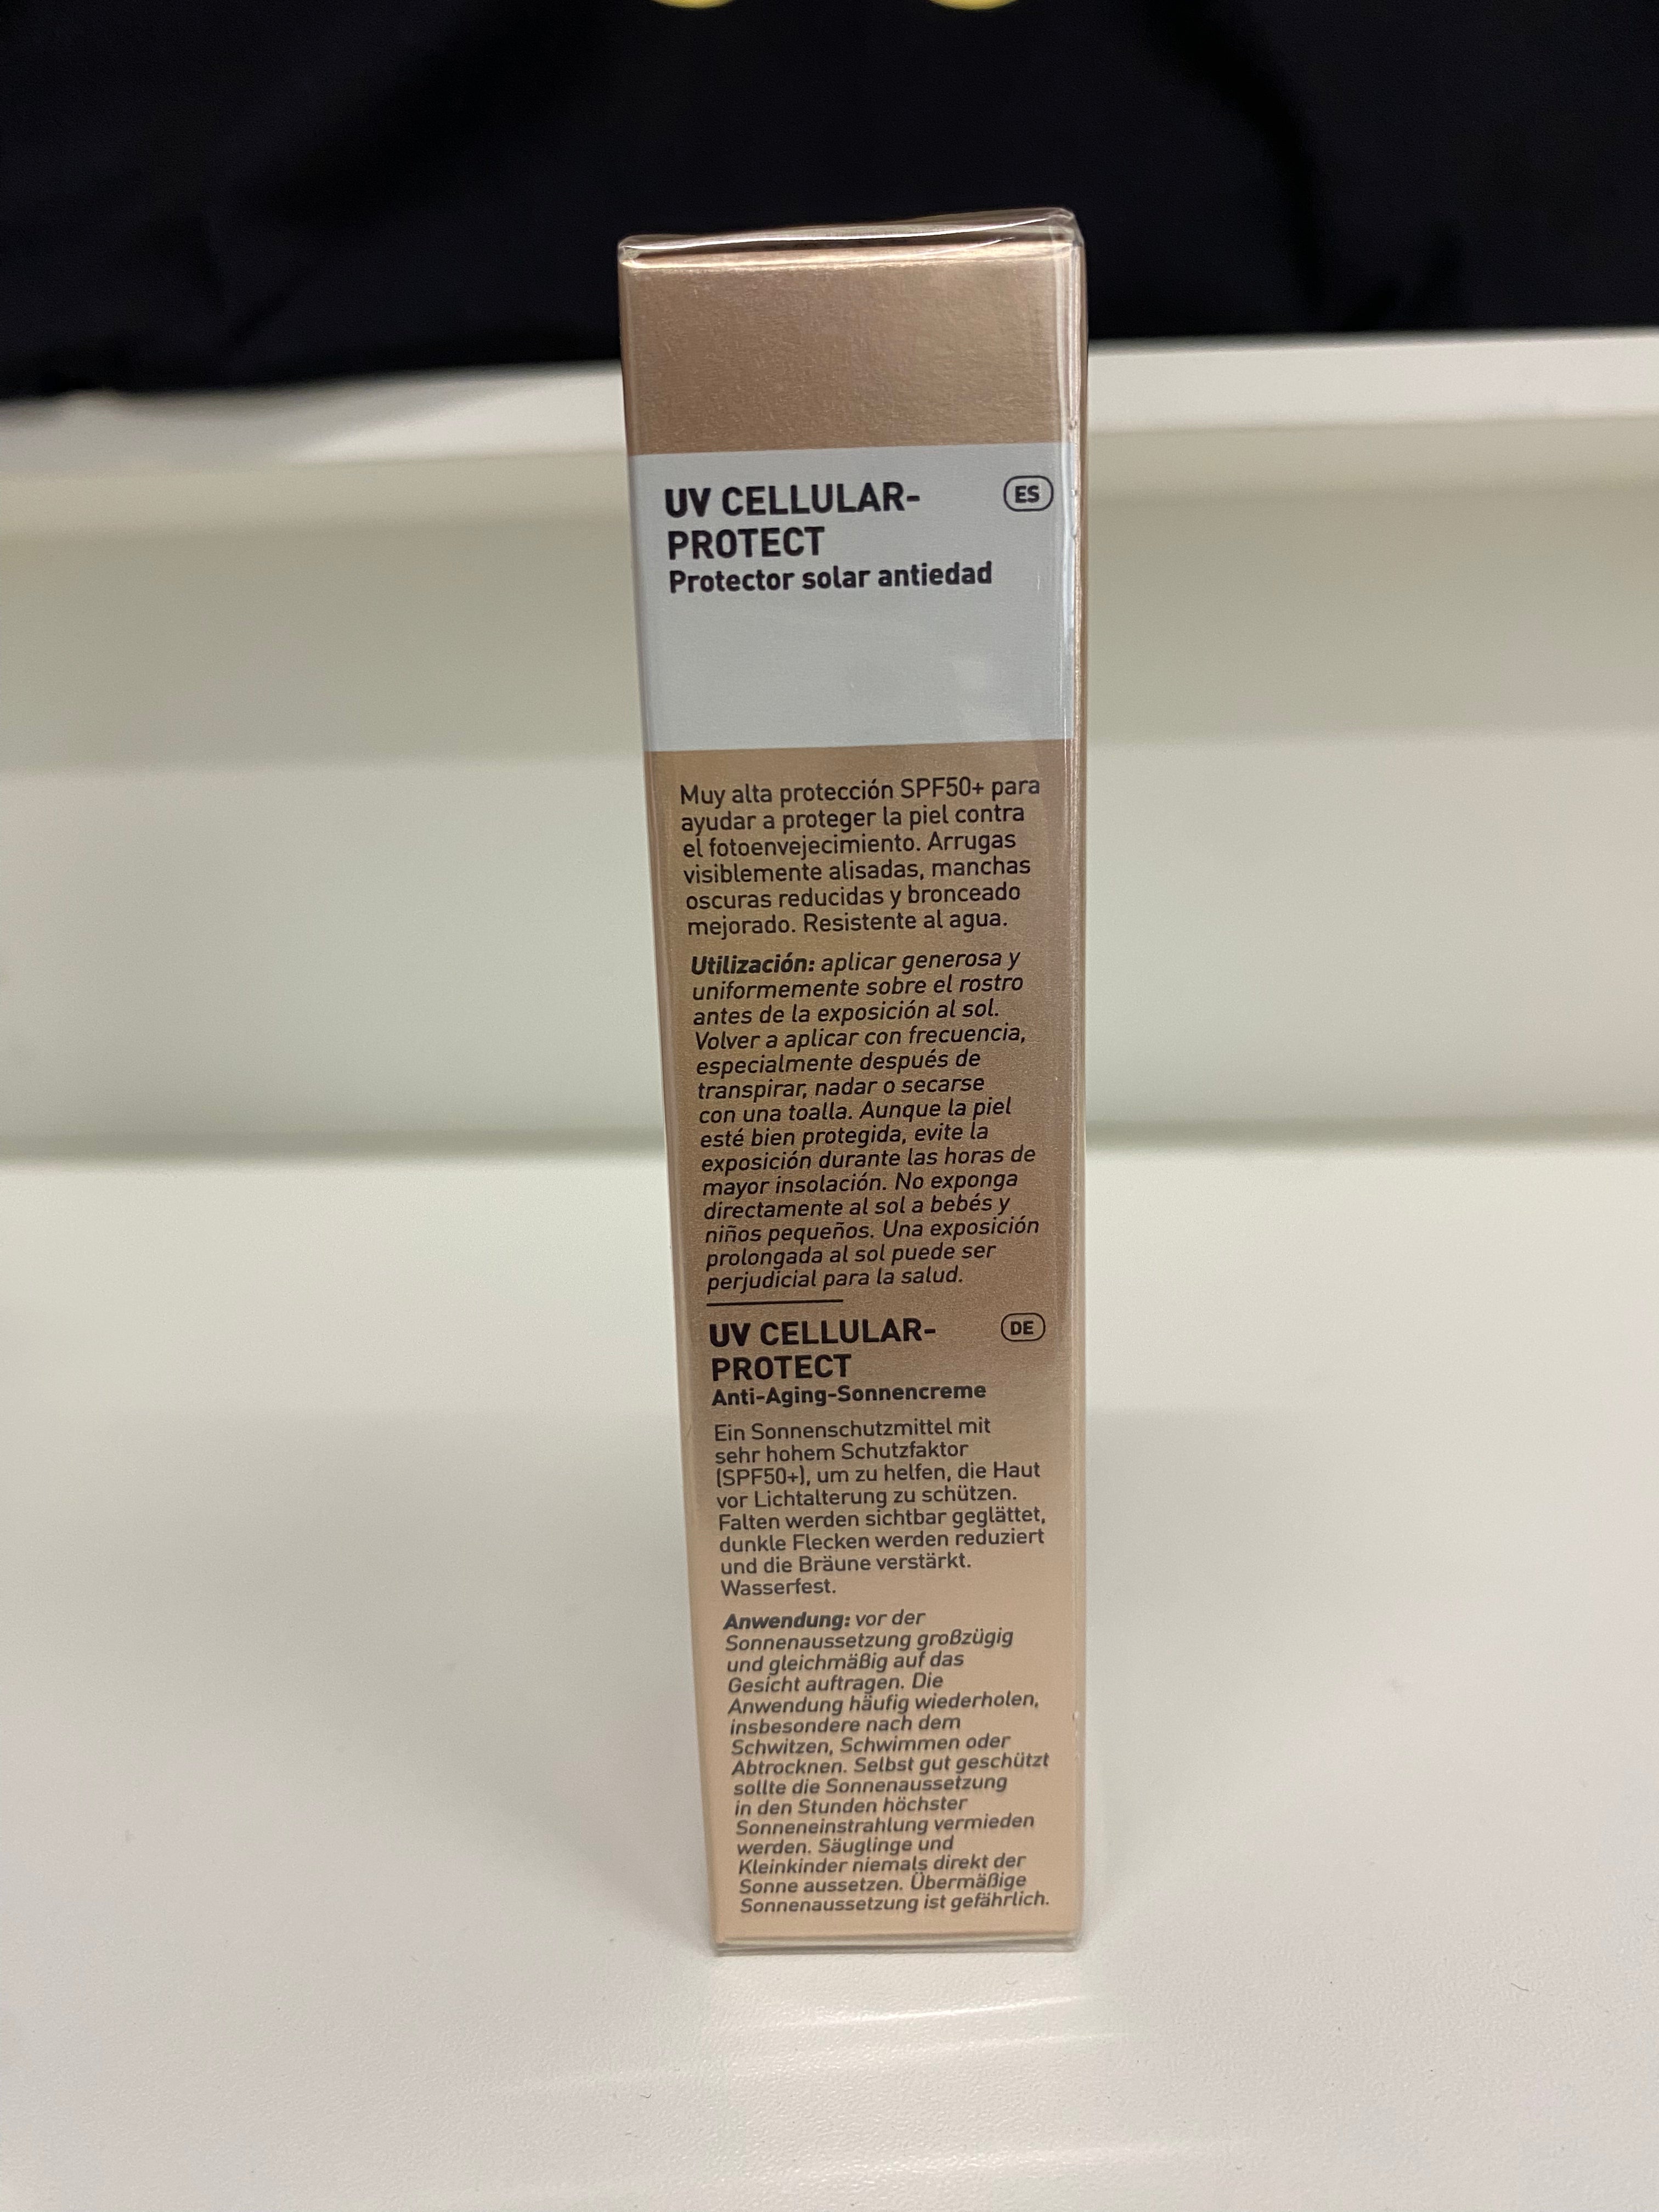 UV CELLULAR-
PROTECT
ES
Protector solar antiedad
Muy alta protección SPF50+ para
ayudar a proteger la piel contra
el fotoenvejecimiento. Arrugas
visiblemente alisadas, manchas
oscuras reducidas y bronceado
mejorado. Resistente al agua.
Utilización: aplicar generosa y
uniformemente sobre el rostro
antes de la exposición al sol.
Volver a aplicar con frecuencia,
especialmente después de
transpirar, nadar o secarse
con una toalla. Aunque la piel
esté bien protegida, evite la
exposición durante las horas de
mayor insolación. No exponga
directamente al sol a bebés y
niños pequeños. Una exposición
prolongada al sol puede ser
perjudicial para la salud.
UV CELLULAR-
PROTECT
DE
Anti-Aging-Sonnencreme
Ein Sonnenschutzmittel mit
sehr hohem Schutzfaktor
(SPF50+), um zu helfen, die Haut
vor Lichtalterung zu schützen.
Falten werden sichtbar geglättet,
dunkle Flecken werden reduziert
und die Bräune verstärkt.
Wasserfest.
Anwendung: vor der
Sonnenaussetzung großzügig
und gleichmäßig auf das
Gesicht auftragen. Die
Anwendung häufig wiederholen,
insbesondere nach dem
Schwitzen, Schwimmen oder
Abtrocknen. Selbst gut geschützt
sollte die Sonnenaussetzung
in den Stunden höchster
Sonneneinstrahlung vermieden
werden. Säuglinge und
Kleinkinder niemals direkt der
Sonne aussetzen. Übermäßige
Sonnenaussetzung ist gefährlich.